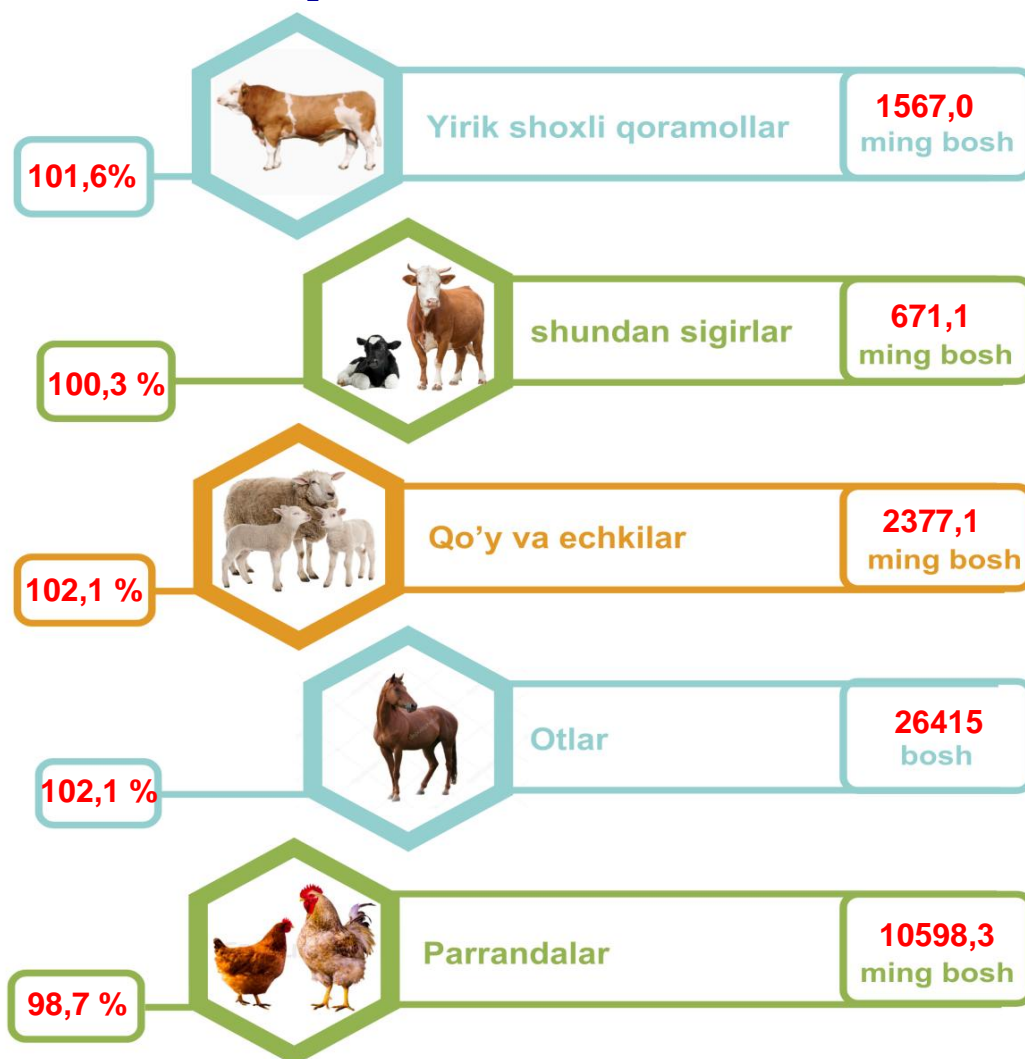 Yirik shoxli qoramollar
1567,0
ming bosh
101,6%
shundan sigirlar
671,1
ming bosh
100,3 %
Qo'y va echkilar
2377,1
ming bosh
102,1 %
Otlar
26415
bosh
102,1 %
Parrandalar
10598,3
ming bosh
98,7 %